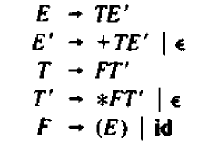 E → TE'
E' → +TE' | ϵ
T → FT'
T' → *FT' | ϵ
F → (E) | id